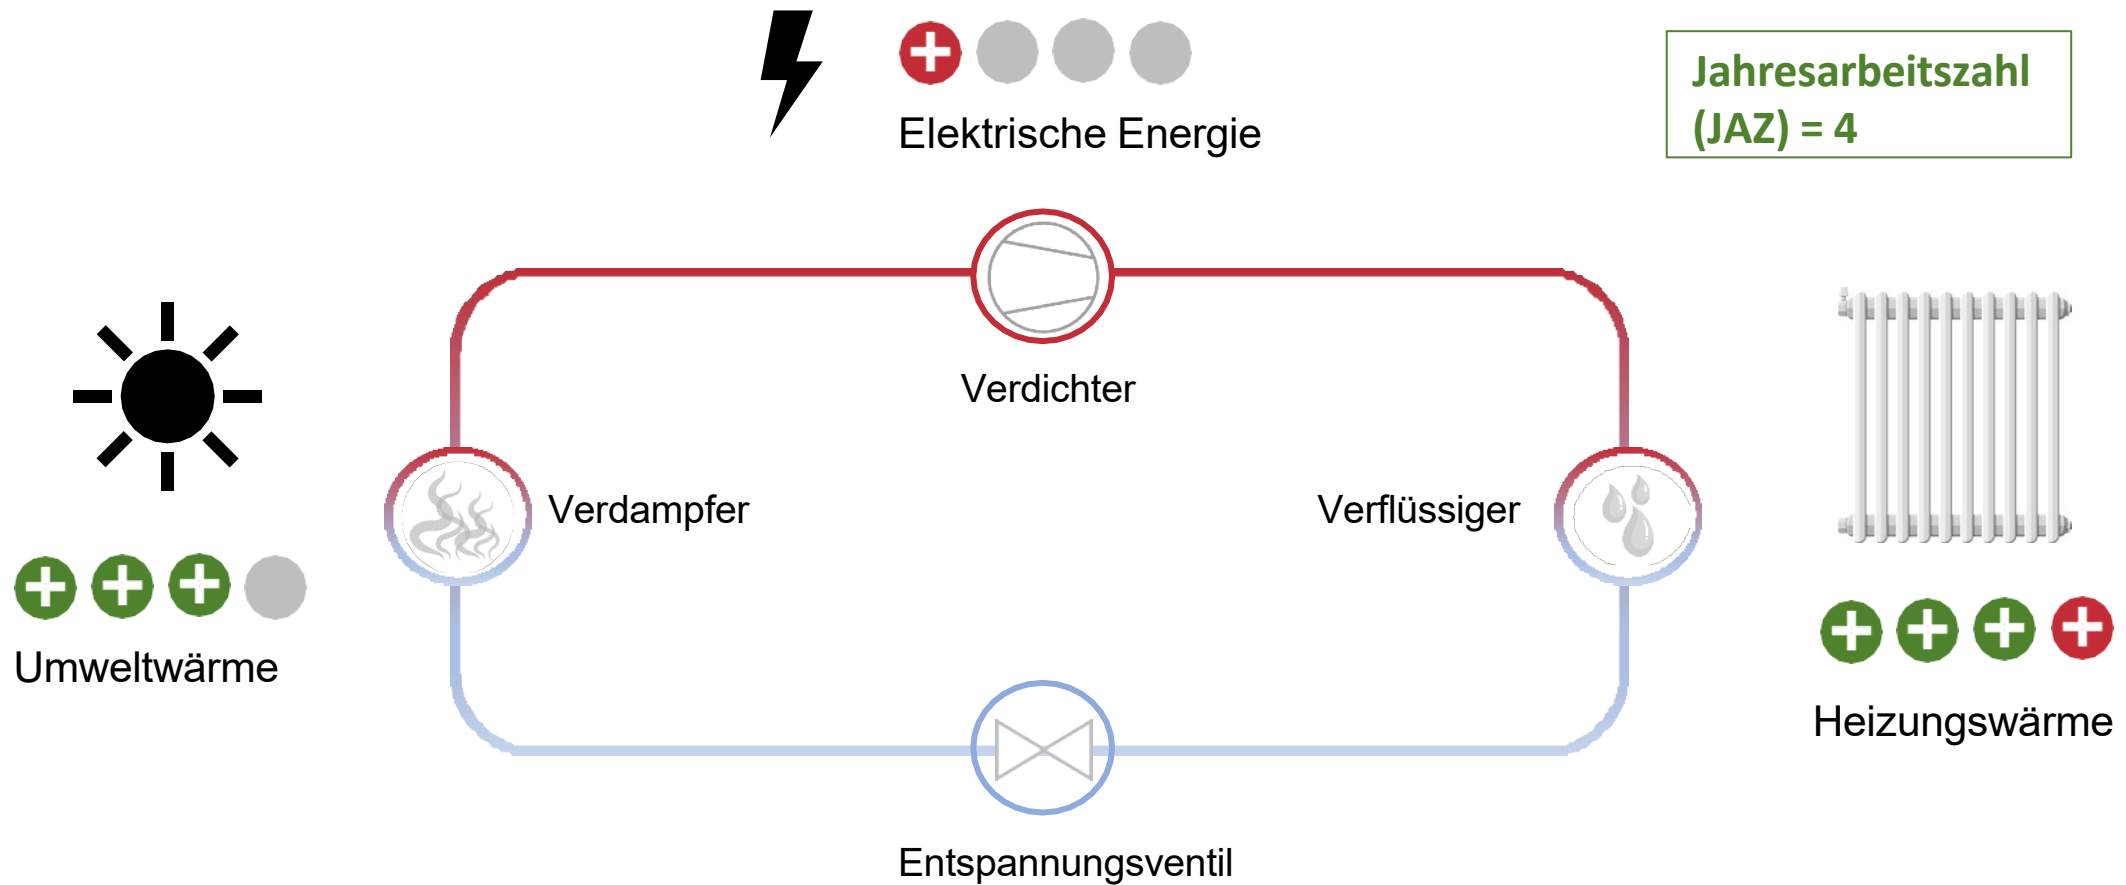 Elektrische Energie
Jahresarbeitszahl
(JAZ) = 4
Verdichter
Verdampfer
Verflüssiger
Umweltwärme
Heizungswärme
Entspannungsventil